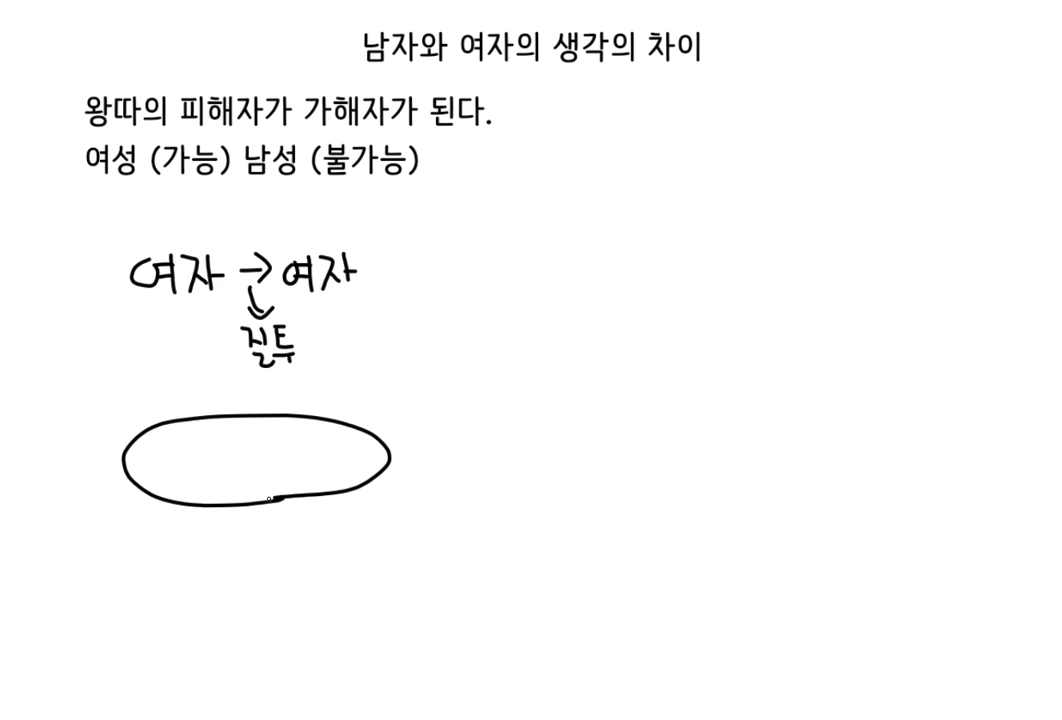 남자와 여자의 생각의 차이
왕따의 피해자가 가해자가 된다.
여성 (가능) 남성 (불가능)
여자 → 여자
질투